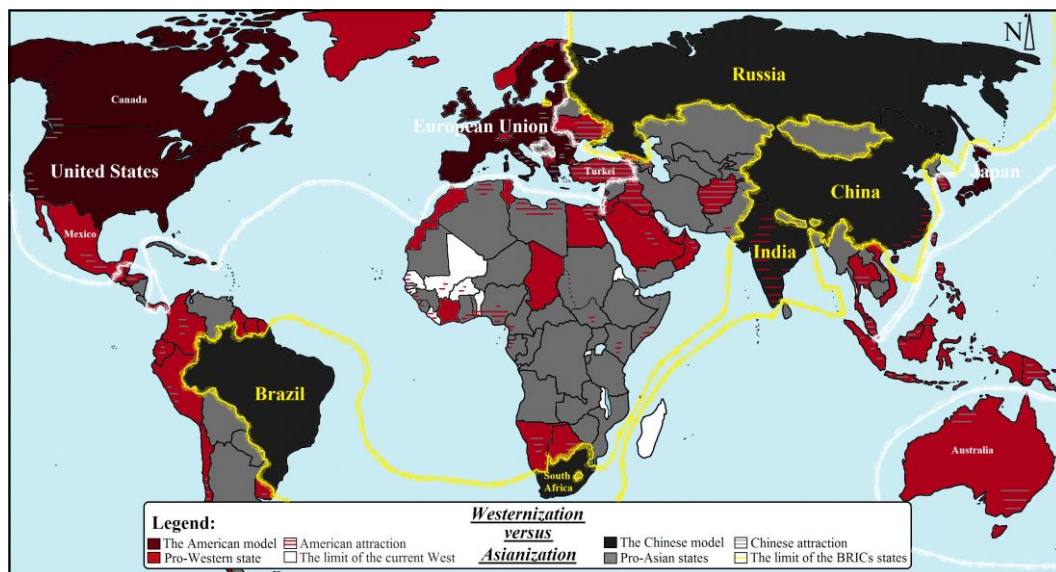 N
Canada
Russia
European Union
United States
Turkei
Japan
China
Mexico
India
Brazil
Australia
South
Africa
Legend:
The American model
American attraction
Pro-Western state
The limit of the current West
Westernization
versus
Asianization
The Chinese model
Chinese attraction
Pro-Asian states
The limit of the BRICs states